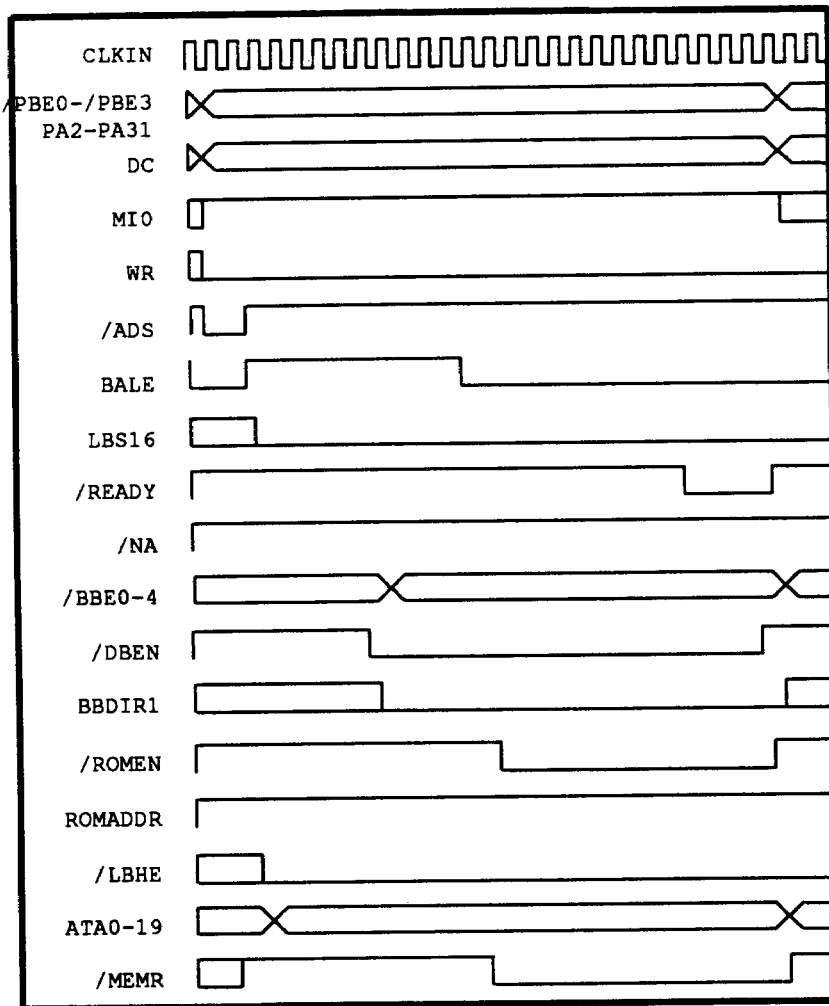 CLKIN
/PBE0-/PBE3
PA2-PA31
DC
MIO
WR
/ADS
BALE
LBS16
/READY
/NA
/BBE0-4
/DBEN
BBDIR1
/ROMEN
ROMADDR
/LBHE
ATA0-19
/MEMR